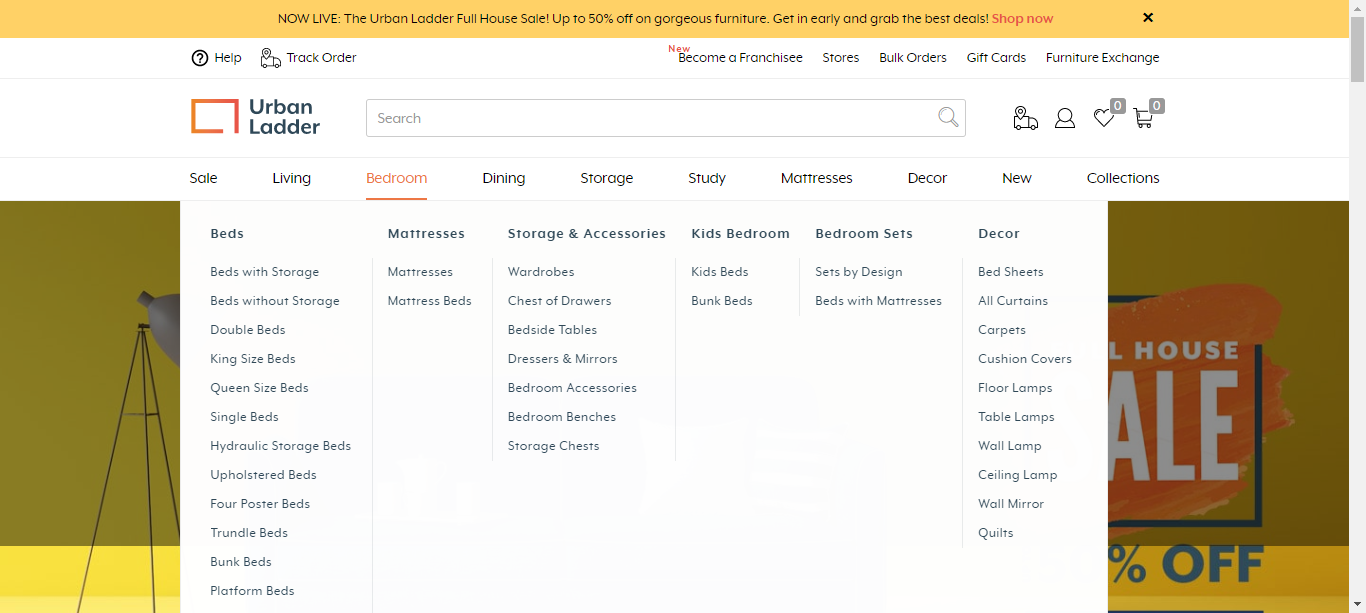 NOW LIVE: The Urban Ladder Full House Sale! Up to 50% off on gorgeous furniture. Get in early and grab the best deals! Shop now
Help
Track Order
New
Become a Franchisee
Stores
Bulk Orders
Gift Cards
Furniture Exchange
Urban
Ladder
Search
0
0
Sale
Living
Bedroom
Dining
Storage
Study
Mattresses
Decor
New
Collections
Beds
Beds with Storage
Beds without Storage
Double Beds
King Size Beds
Queen Size Beds
Single Beds
Hydraulic Storage Beds
Upholstered Beds
Four Poster Beds
Trundle Beds
Bunk Beds
Platform Beds
Mattresses
Mattresses
Mattress Beds
Storage & Accessories
Wardrobes
Chest of Drawers
Bedside Tables
Dressers & Mirrors
Bedroom Accessories
Bedroom Benches
Storage Chests
Kids Bedroom
Kids Beds
Bunk Beds
Bedroom Sets
Sets by Design
Beds with Mattresses
Decor
Bed Sheets
All Curtains
Carpets
Cushion Covers
Floor Lamps
Table Lamps
Wall Lamp
Ceiling Lamp
Wall Mirror
Quilts
HOUSE
% OFF